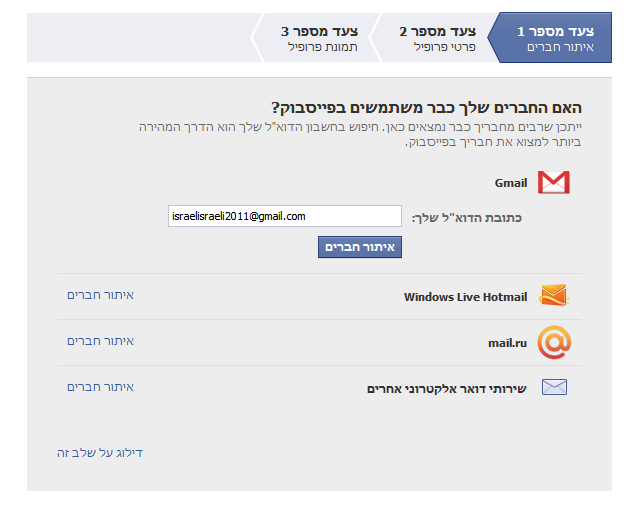 צעד מספר 1
איתור חברים
צעד מספר 2
פרטי פרופיל
צעד מספר 3
תמונת פרופיל
האם החברים שלך כבר משתמשים בפייסבוק?
ייתכן שרבים מחבריך כבר נמצאים כאן. חיפוש בחשבון הדוא"ל שלך הוא הדרך המהירה
ביותר למצוא את חבריך בפייסבוק.
Gmail
כתובת הדוא"ל שלך: israelisraeli2011@gmail.com
איתור חברים
Windows Live Hotmail איתור חברים
mail.ru איתור חברים
שירותי דואר אלקטרוני אחרים איתור חברים
דילוג על שלב זה